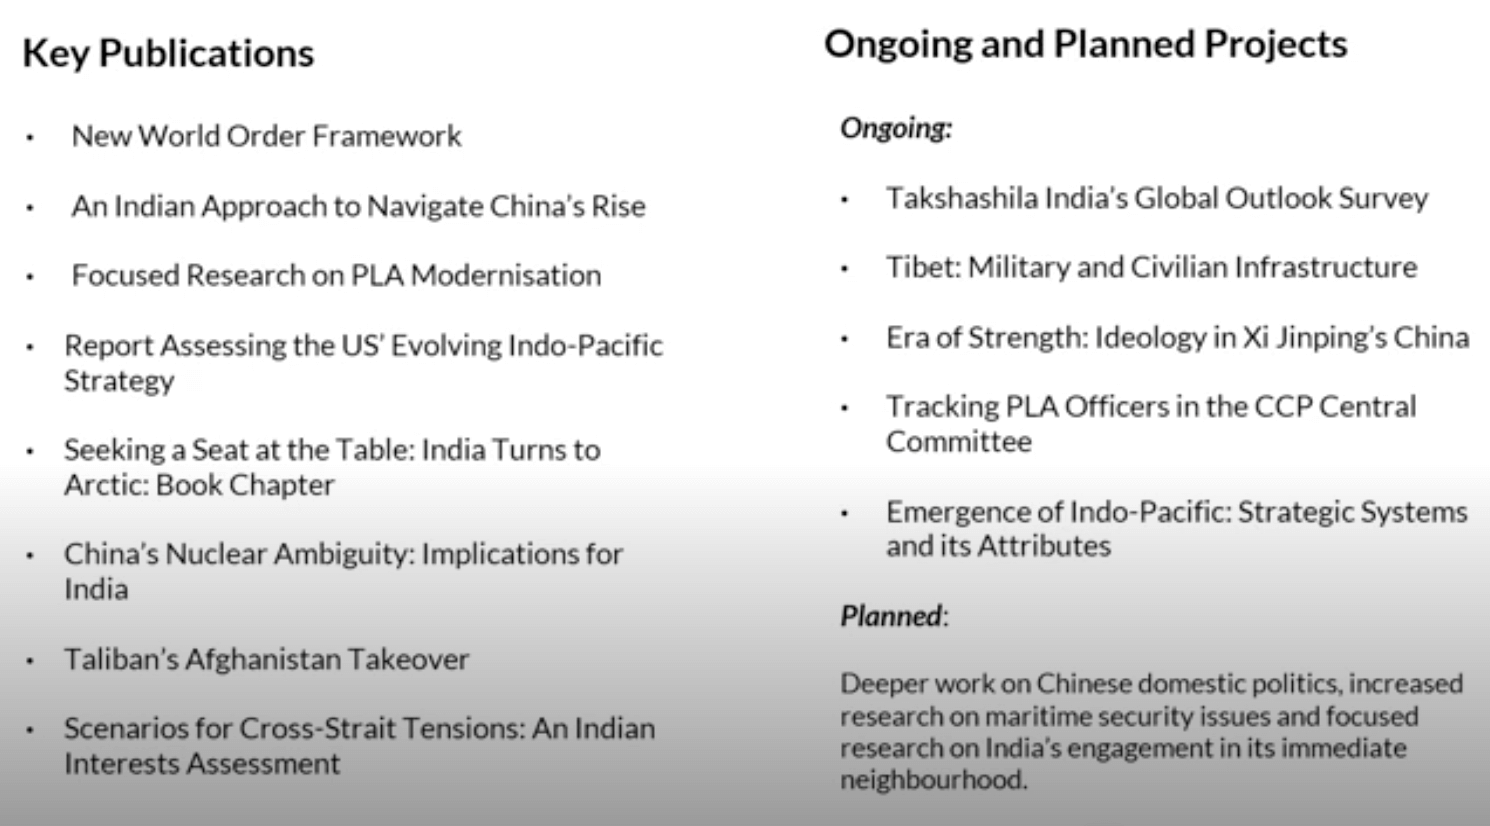 Key Publications
• New World Order Framework
• An Indian Approach to Navigate China's Rise
• Focused Research on PLA Modernisation
• Report Assessing the US' Evolving Indo-Pacific
Strategy
• Seeking a Seat at the Table: India Turns to
Arctic: Book Chapter
• China's Nuclear Ambiguity: Implications for
India
• Taliban's Afghanistan Takeover
• Scenarios for Cross-Strait Tensions: An Indian
Interests Assessment
Ongoing and Planned Projects
Ongoing:
• Takshashila India's Global Outlook Survey
• Tibet: Military and Civilian Infrastructure
• Era of Strength: Ideology in Xi Jinping's China
• Tracking PLA Officers in the CCP Central
Committee
• Emergence of Indo-Pacific: Strategic Systems
and its Attributes
Planned:
Deeper work on Chinese domestic politics, increased
research on maritime security issues and focused
research on India's engagement in its immediate
neighbourhood.